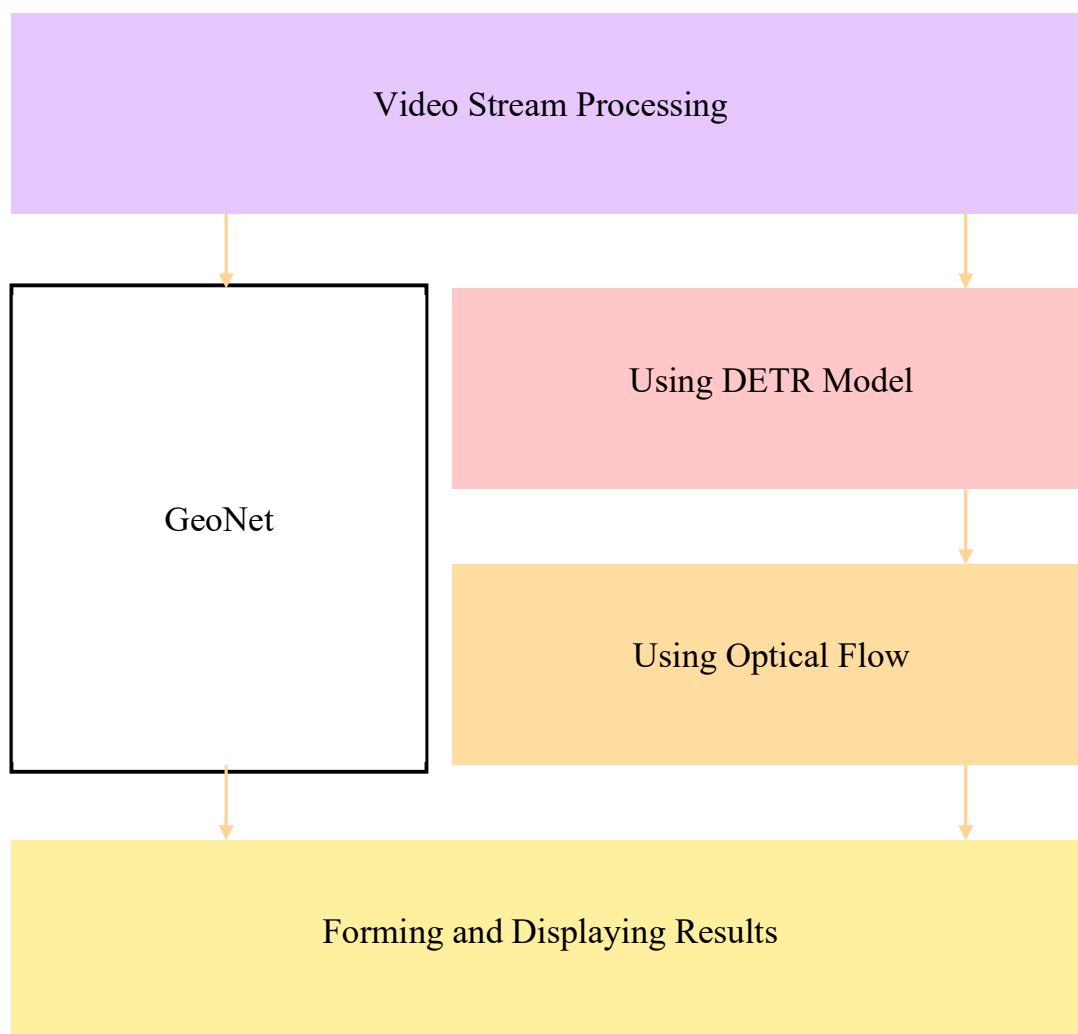 Video Stream Processing
Using DETR Model
GeoNet
Using Optical Flow
Forming and Displaying Results